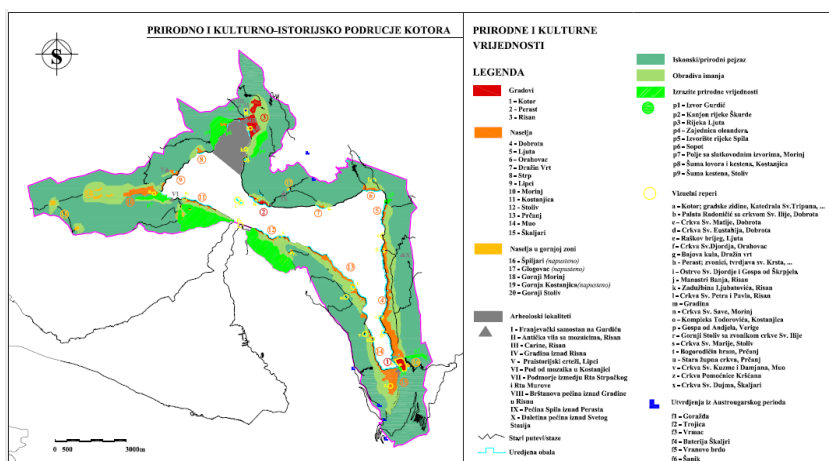 PRIRODNO I KULTURNO-ISTORIJSKO PODRUCJE KOTORA
S
0 500 3000m
PRIRODNE I KULTURNE
VRIJEDNOSTI
LEGENDA
Gradovi
1 – Kotor
2 – Perast
3 – Risan
Naselja
4 – Dobrota
5 – Ljuta
6 – Orahovac
7 – Dražin Vrt
8 – Strp
9 – Lipci
10 – Morinj
11 – Kostanjica
12 – Stoliv
13 – Prčanj
14 – Muo
15 – Škaljari
Naselja u gornjoj zoni
16 – Špiljari (napusteno)
17 – Glogovac (napusteno)
18 – Gornji Morinj
19 – Gornja Kostanjica (napusteno)
20 – Gornji Stoliv
Arheoloski lokaliteti
I – Franjevački samostan na Gurdiću
II – Antička vila sa mozaicima, Risan
III – Carine, Risan
IV – Gradina iznad Risna
V – Praistorijski crteži, Lipci
VI – Pod od mozaika u Kostanjici
VII – Podmorje između Rta Strpačkog
i Rta Murove
VIII – Brštanova pećina iznad Gradine
u Risnu
IX – Pećina Spila iznad Perasta
X – Daletina pećina iznad Svetog
Stasija
Stari putevi/staze
Uredjena obala
Iskonski/prirodni pejzaz
Obradiva imanja
Izrazite prirodne vrijednosti
p1 – Izvor Gurdić
p2 – Kanjon rijeke Škurde
p3 – Rijeka Ljuta
p4 – Zajednica oleandera,
p5 – Izvorište rijeke Spila
p6 – Sopot
p7 – Polje sa slatkovodnim izvorima, Morinj
p8 – Šuma lovora i kestena, Kostanjica
p9 – Šuma kestena, Stoliv
Vizuelni reperi
a – Kotor; gradske zidine, Katedrala Sv.Tripuna, ...
b – Palata Radoničić sa crkvom Sv. Ilije, Dobrota
c – Crkva Sv. Matije, Dobrota
d – Crkva Sv. Eustahija, Dobrota
e – Raškov brijeg, Ljuta
f – Crkva Sv.Djordja, Orahovac
g – Bajova kula, Dražin vrt
h – Perast; zvonici, tvrdjava sv. Krsta, ...
i – Ostrvo Sv. Djordje i Gospa od Škrpjela,
j – Manastri Banja, Risan
k – Zadužbina Ljubatovića, Risan
l – Crkva Sv. Petra i Pavla, Risan
m – Gradina
n – Crkva Sv. Save, Morinj
o – Kompleks Todorovića, Kostanjica
p – Gospa od Andjela, Verige
r – Gornji Stoliv sa zvonikom crkve Sv. Ilije
s – Crkva Sv. Marije, Stoliv
t – Bogorodičin hram, Prčanj
u – Stara župna crkva, Prčanj
v – Crkva Sv. Kuzme i Damjana, Muo
z – Crkva Pomoćnice Kršćana
x – Crkva Sv. Dujma, Škaljari
Utvrdjenja iz Austrougarskog perioda
f1 – Goražda
f2 – Trojica
f3 – Vrmac
f4 – Baterija Škaljri
f5 – Vranovo brdo
f6 – Šanik